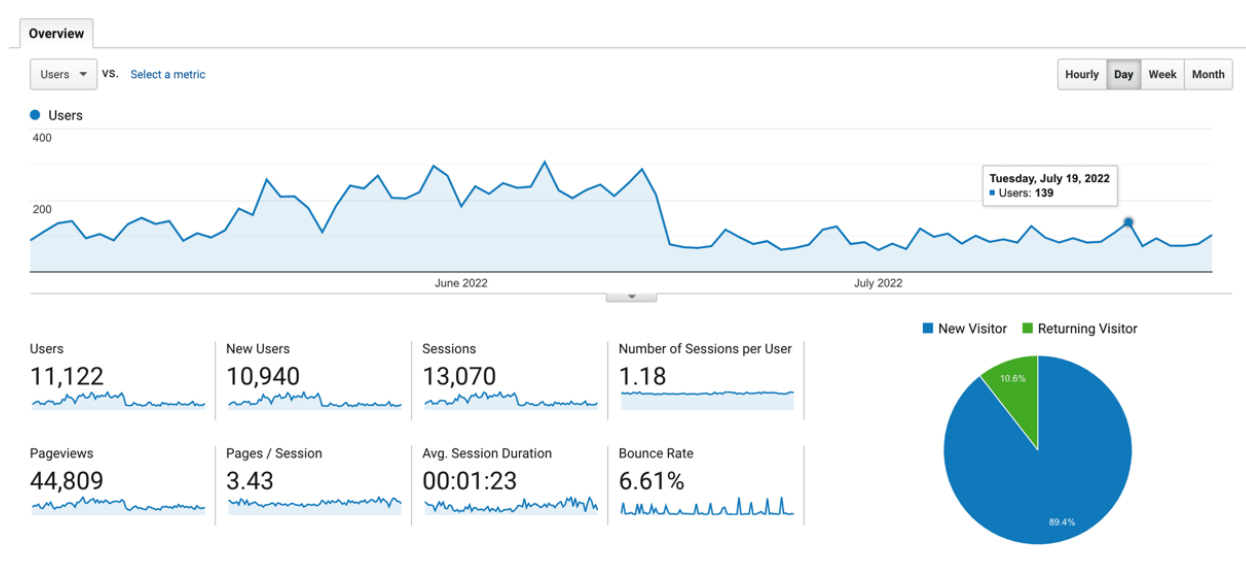 Overview
Users VS. Select a metric
Hourly Day Week Month
Users
400
200
Tuesday, July 19, 2022
Users: 139
June 2022
July 2022
New Visitor Returning Visitor
Users
11,122
New Users
10,940
Sessions
13,070
Number of Sessions per User
1.18
Pageviews
44,809
Pages / Session
3.43
Avg. Session Duration
00:01:23
Bounce Rate
6.61%
10.6%
89.4%